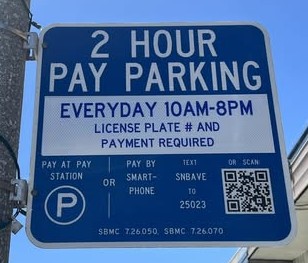 2 HOUR
PAY PARKING
EVERYDAY 10AM-8PM
LICENSE PLATE # AND
PAYMENT REQUIRED
PAY AT PAY
STATION
P
OR
PAY BY
SMART-
PHONE
TEXT
SNBAVE
TO
25023
OR SCAN:
SBMC 7.26.050, SBMC 7.26.070